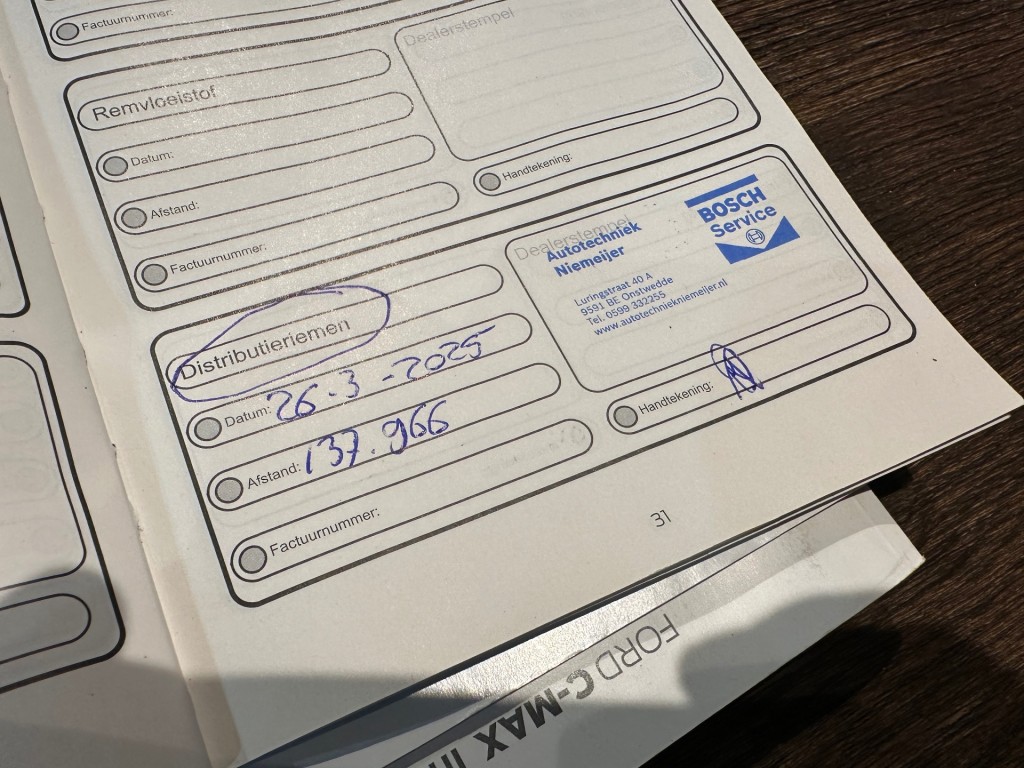 Factuurnummer:
Dealerstempel
Remvloeistof
Datum:
Afstand:
Factuurnummer:
Handtekening:
Distributieriemen
Datum: 26-3-2025
Afstand: 137.966
Factuurnummer:
Dealerstempel
Autotechniek
Niemeijer
Luringstraat 40 A
9591 BE Onstwedde
Tel. 0599 332255
www.autotechniekniemeijer.nl
BOSCH
Service
Handtekening:
31
FORD C-MAX